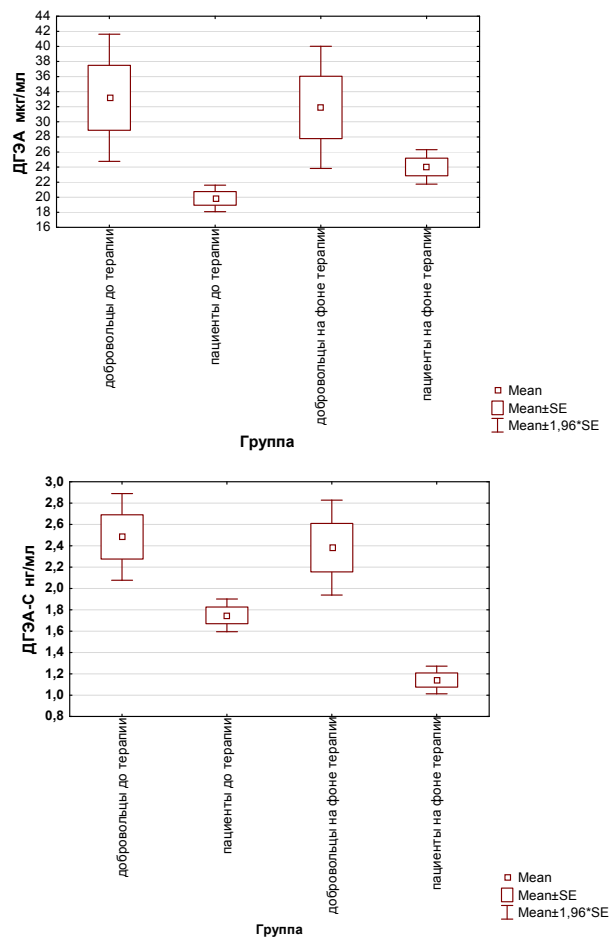 44
42
40
38
36
34
32
30
28
26
24
22
20
18
16
ДГЭА мкг/мл
добровольцы до терапии
пациенты до терапии
добровольцы на фоне терапии
пациенты на фоне терапии
Группа
Mean
Mean±SE
Mean±1,96*SE
3,0
2,8
2,6
2,4
2,2
2,0
1,8
1,6
1,4
1,2
1,0
0,8
ДГЭА-С нг/мл
добровольцы до терапии
пациенты до терапии
добровольцы на фоне терапии
пациенты на фоне терапии
Группа
Mean
Mean±SE
Mean±1,96*SE